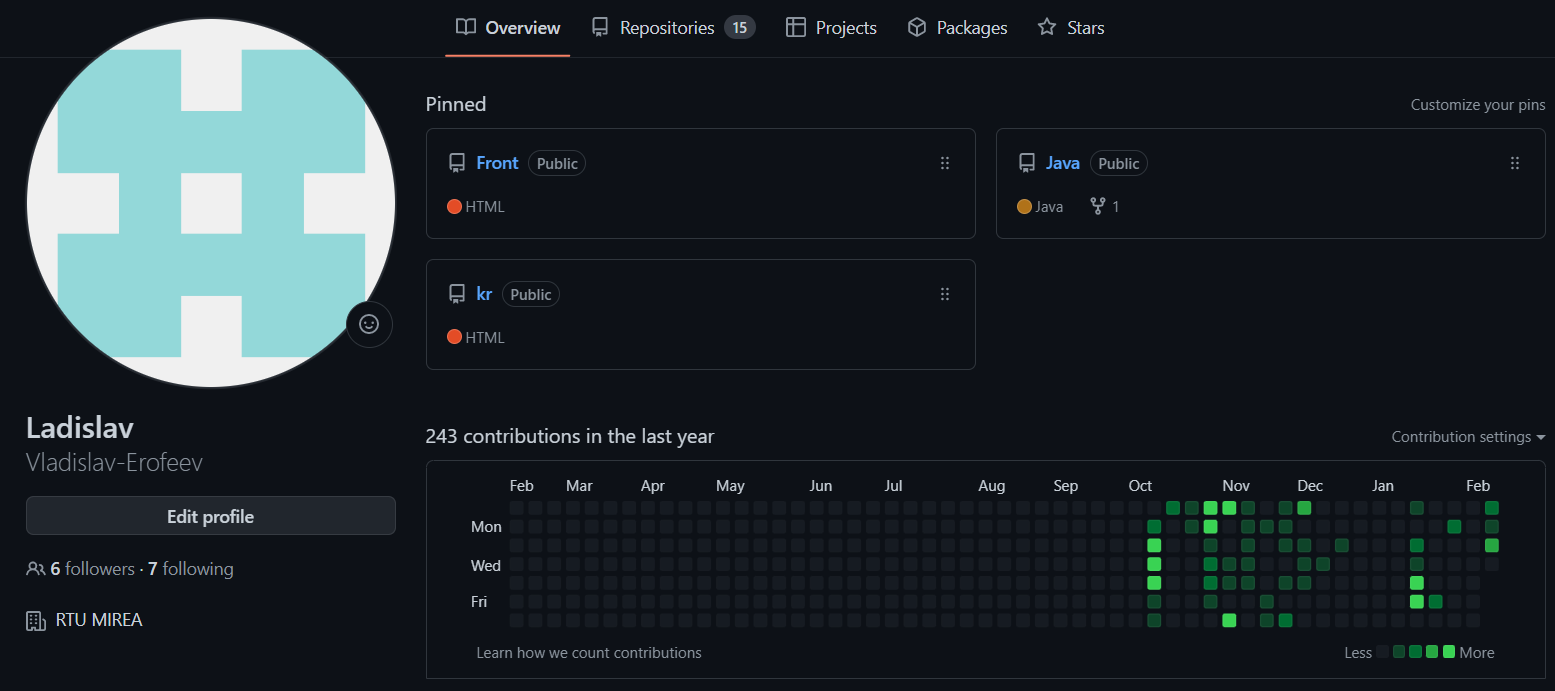 Overview Repositories 15 Projects Packages Stars
Pinned Customize your pins
Front Public
HTML
Java Public
Java 1
kr Public
HTML
Ladislav
Vladislav-Erofeev
Edit profile
6 followers · 7 following
RTU MIREA
243 contributions in the last year Contribution settings
Feb Mar Apr May Jun Jul Aug Sep Oct Nov Dec Jan Feb
Mon
Wed
Fri
Learn how we count contributions Less More